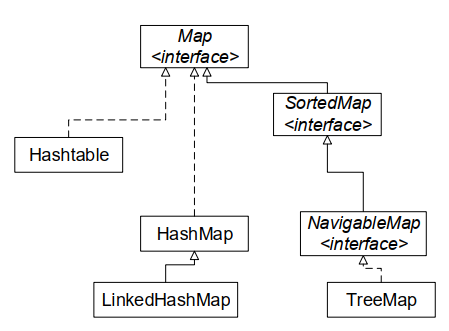 Map
<interface>
SortedMap
<interface>
Hashtable
HashMap
NavigableMap
<interface>
LinkedHashMap
TreeMap